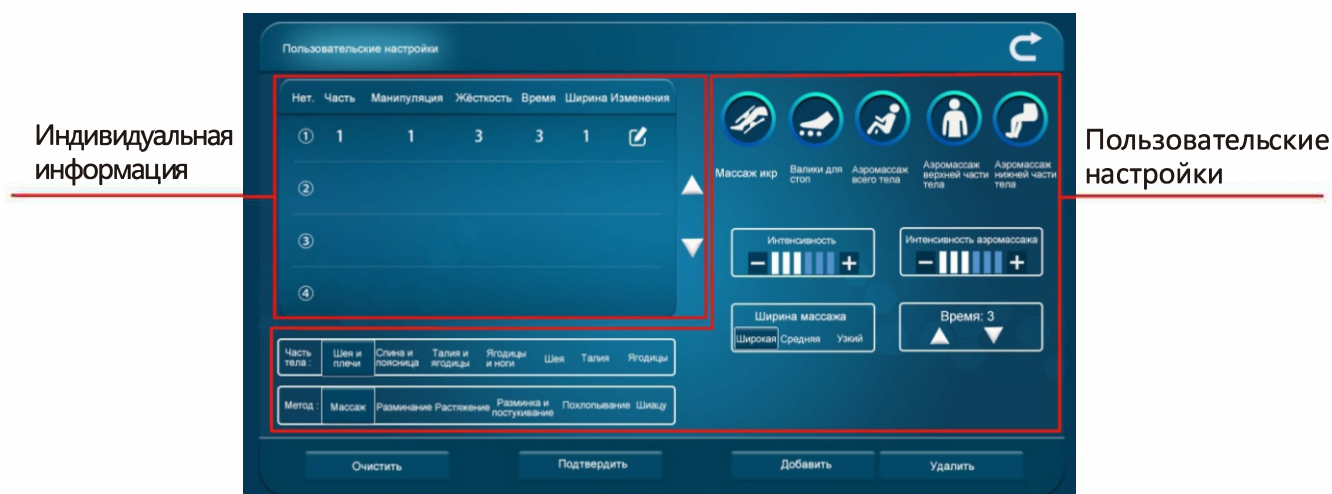 Пользовательские настройки
Индивидуальная
информация
Нет. Часть Манипуляция Жёсткость Время Ширина Изменения
① 1 1 3 3 1
②
③
④
Массаж икр
Валики для
стоп
Аэромассаж
всего тела
Аэромассаж
верхней части
тела
Аэромассаж
нижней части
тела
Пользовательские
настройки
Интенсивность
− +
Интенсивность аэромассажа
− +
Ширина массажа
Широкая Средняя Узкий
Время: 3
Часть
тела :
Шея и
плечи
Спина и
поясница
Талия и
ягодицы
Ягодицы
и ноги
Шея
Талия
Ягодицы
Метод :
Массаж
Разминание
Растяжение
Разминка и
постукивание
Похлопывание
Шиацу
Очистить
Подтвердить
Добавить
Удалить